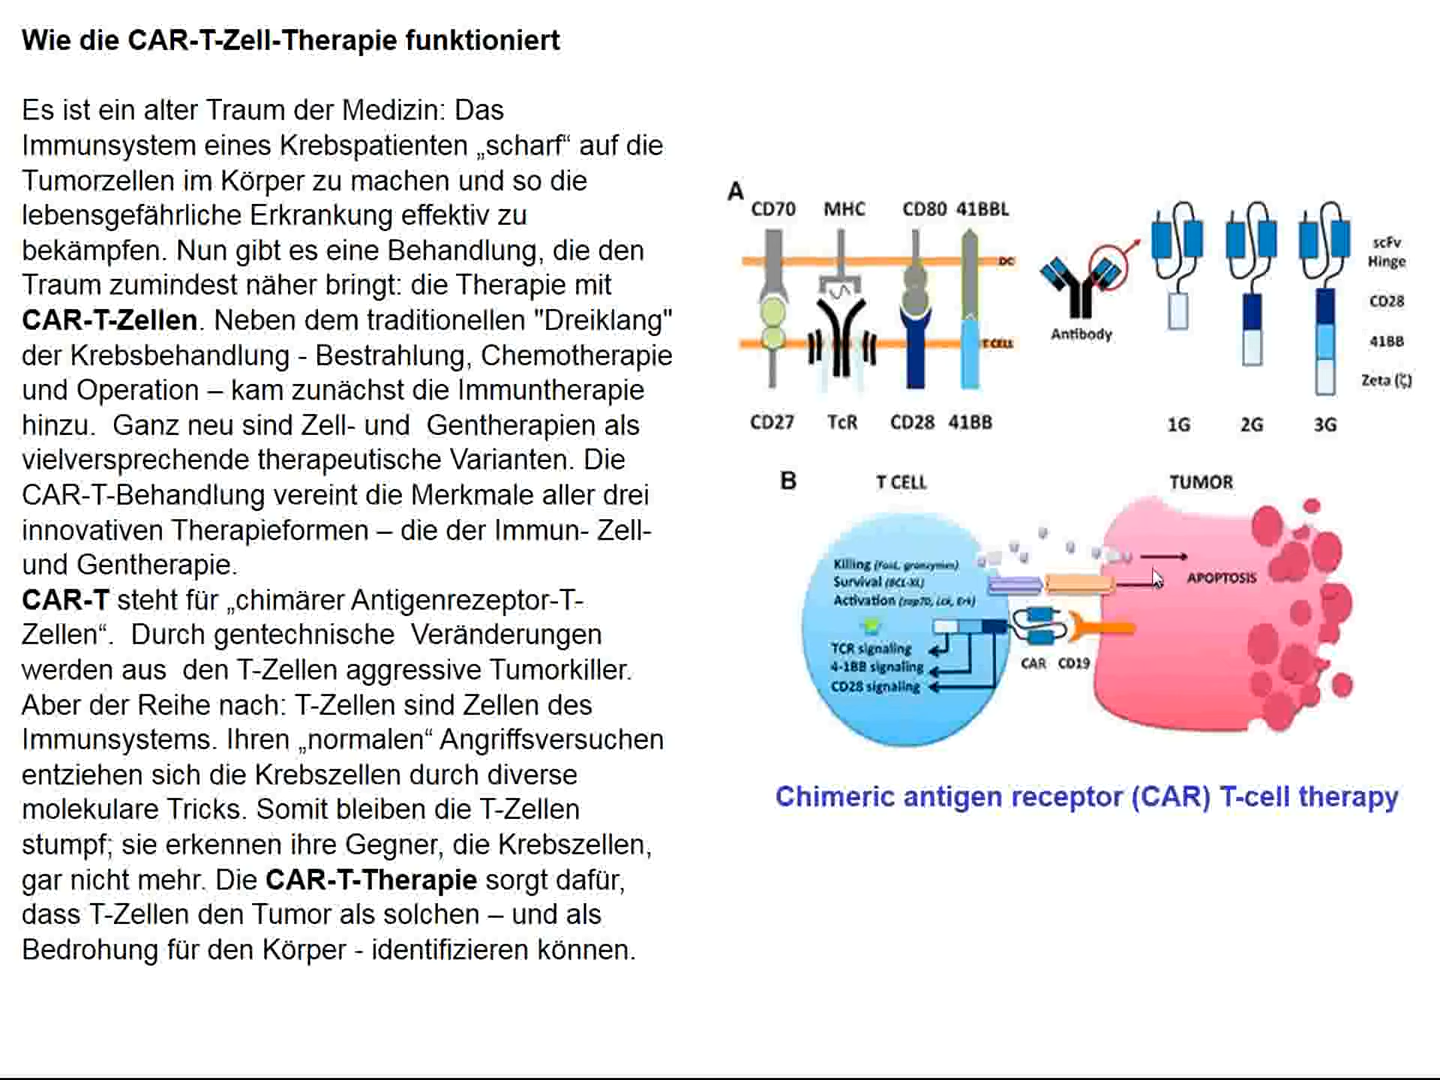 Wie die CAR-T-Zell-Therapie funktioniert
Es ist ein alter Traum der Medizin: Das
Immunsystem eines Krebspatienten „scharf“ auf die
Tumorzellen im Körper zu machen und so die
lebensgefährliche Erkrankung effektiv zu
bekämpfen. Nun gibt es eine Behandlung, die den
Traum zumindest näher bringt: die Therapie mit
CAR-T-Zellen. Neben dem traditionellen "Dreiklang"
der Krebsbehandlung - Bestrahlung, Chemotherapie
und Operation – kam zunächst die Immuntherapie
hinzu.  Ganz neu sind Zell- und  Gentherapien als
vielversprechende therapeutische Varianten. Die
CAR-T-Behandlung vereint die Merkmale aller drei
innovativen Therapieformen – die der Immun- Zell-
und Gentherapie.
CAR-T steht für „chimärer Antigenrezeptor-T-
Zellen“.  Durch gentechnische  Veränderungen
werden aus  den T-Zellen aggressive Tumorkiller.
Aber der Reihe nach: T-Zellen sind Zellen des
Immunsystems. Ihren „normalen“ Angriffsversuchen
entziehen sich die Krebszellen durch diverse
molekulare Tricks. Somit bleiben die T-Zellen
stumpf; sie erkennen ihre Gegner, die Krebszellen,
gar nicht mehr. Die CAR-T-Therapie sorgt dafür,
dass T-Zellen den Tumor als solchen – und als
Bedrohung für den Körper - identifizieren können.
A
CD70 MHC CD80 41BBL
DC
T CELL
CD27 TcR CD28 41BB
Antibody
scFv
Hinge
CD28
41BB
Zeta (ζ)
1G 2G 3G
B
T CELL
TUMOR
Killing (FasL, granzymes)
Survival (BCL-XL)
Activation (zap70, Lck, Erk)
TCR signaling
4-1BB signaling
CD28 signaling
CAR CD19
APOPTOSIS
Chimeric antigen receptor (CAR) T-cell therapy